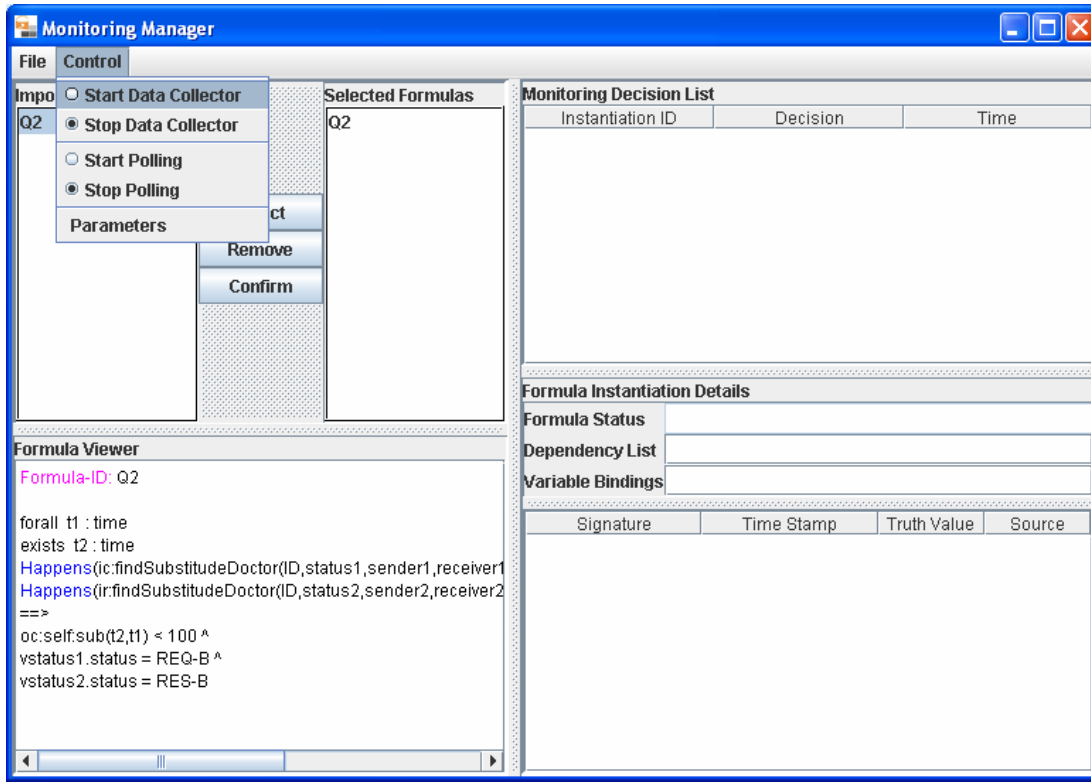 Monitoring Manager
File Control
Impo
Start Data Collector
Stop Data Collector
Start Polling
Stop Polling
Parameters
Q2
ct
Remove
Confirm
Selected Formulas
Q2
Monitoring Decision List
Instantiation ID Decision Time
Formula Instantiation Details
Formula Status
Dependency List
Variable Bindings
Signature Time Stamp Truth Value Source
Formula Viewer
Formula-ID: Q2
forall t1 : time
exists t2 : time
Happens(ic:findSubstitudeDoctor(ID,status1,sender1,receiver1
Happens(ir:findSubstitudeDoctor(ID,status2,sender2,receiver2
==>
oc:self:sub(t2,t1) < 100 ^
vstatus1.status = REQ-B ^
vstatus2.status = RES-B